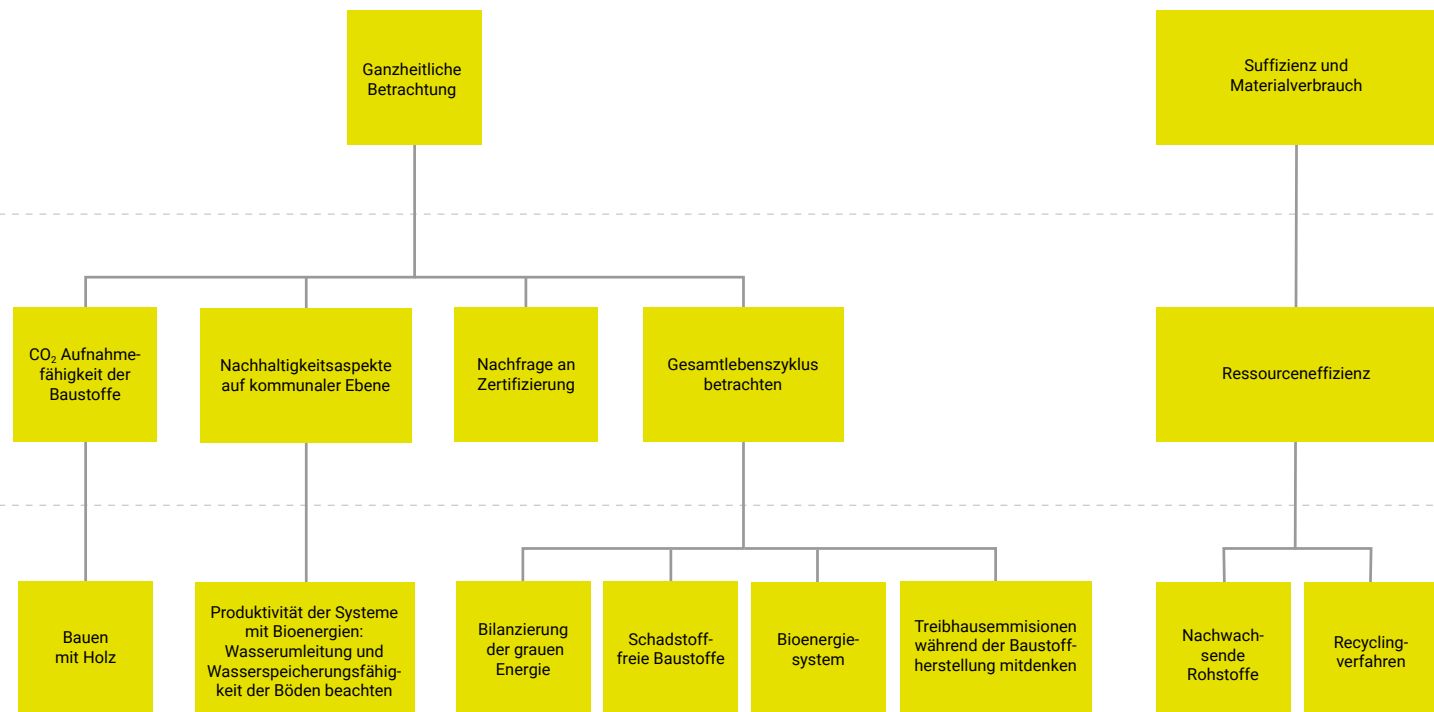 Ganzheitliche
Betrachtung
Suffizienz und
Materialverbrauch
CO₂ Aufnahme-
fähigkeit der
Baustoffe
Nachhaltigkeitsaspekte
auf kommunaler Ebene
Nachfrage an
Zertifizierung
Gesamtlebenszyklus
betrachten
Ressourceneffizienz
Bauen
mit Holz
Produktivität der Systeme
mit Bioenergien:
Wasserumleitung und
Wasserspeicherungsfähig-
keit der Böden beachten
Bilanzierung
der grauen
Energie
Schadstoff-
freie Baustoffe
Bioenergie-
system
Treibhausemmisionen
während der Baustoff-
herstellung mitdenken
Nachwach-
sende
Rohstoffe
Recycling-
verfahren